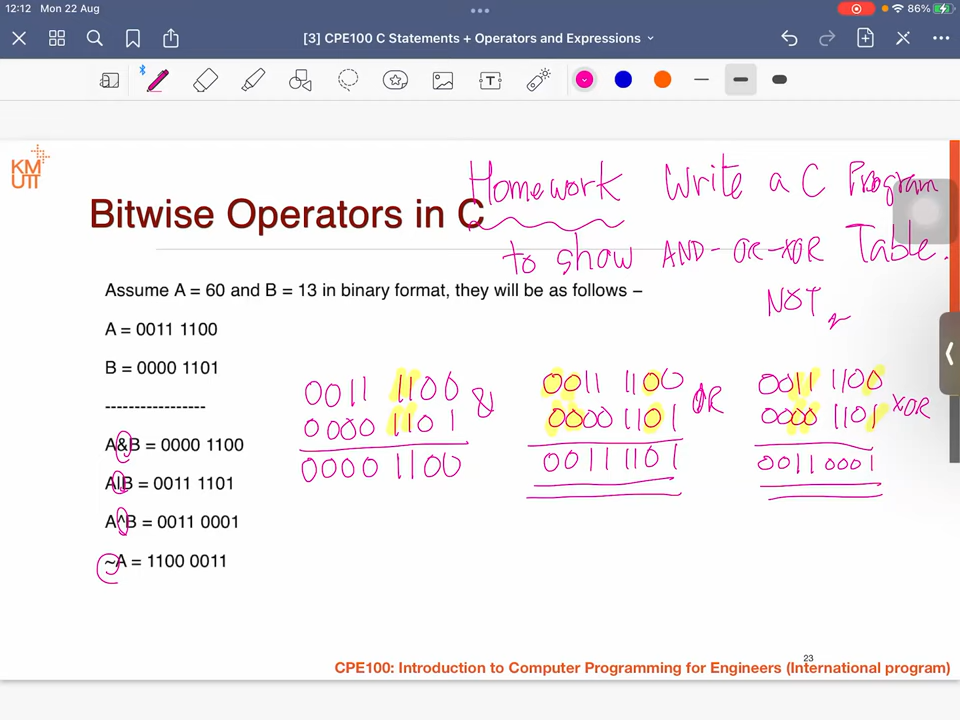 12:12 Mon 22 Aug
86%
[3] CPE100 C Statements + Operators and Expressions
T
KM
UTT
Homework Write a C Program
Bitwise Operators in C
to show AND-OR-XOR Table.
NOT
Assume A = 60 and B = 13 in binary format, they will be as follows –
A = 0011 1100
B = 0000 1101
-----------------
A&B = 0000 1100
A|B = 0011 1101
A^B = 0011 0001
~A = 1100 0011
0011 1100 &
0000 1101
0000 1100
0011 1100 OR
0000 1101
0011 1101
0011 1100 XOR
0000 1101
0011 0001
23
CPE100: Introduction to Computer Programming for Engineers (International program)